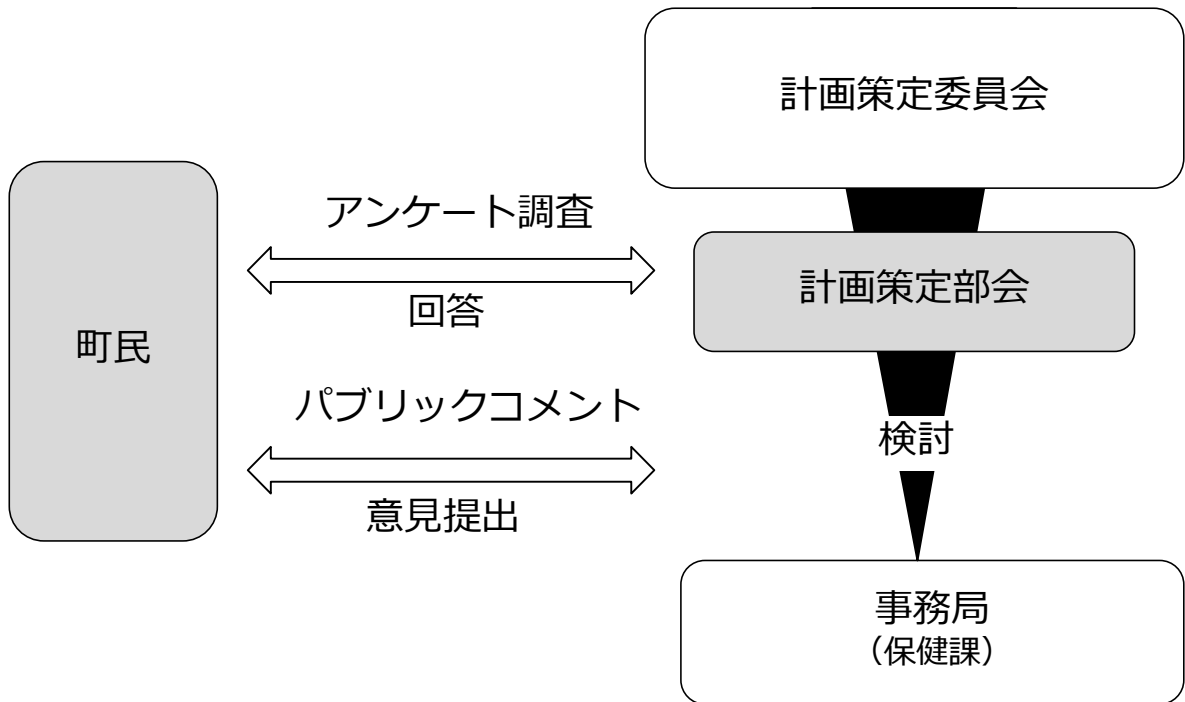 計画策定委員会
アンケート調査
計画策定部会
回答
町民
パブリックコメント
検討
意見提出
事務局
（保健課）